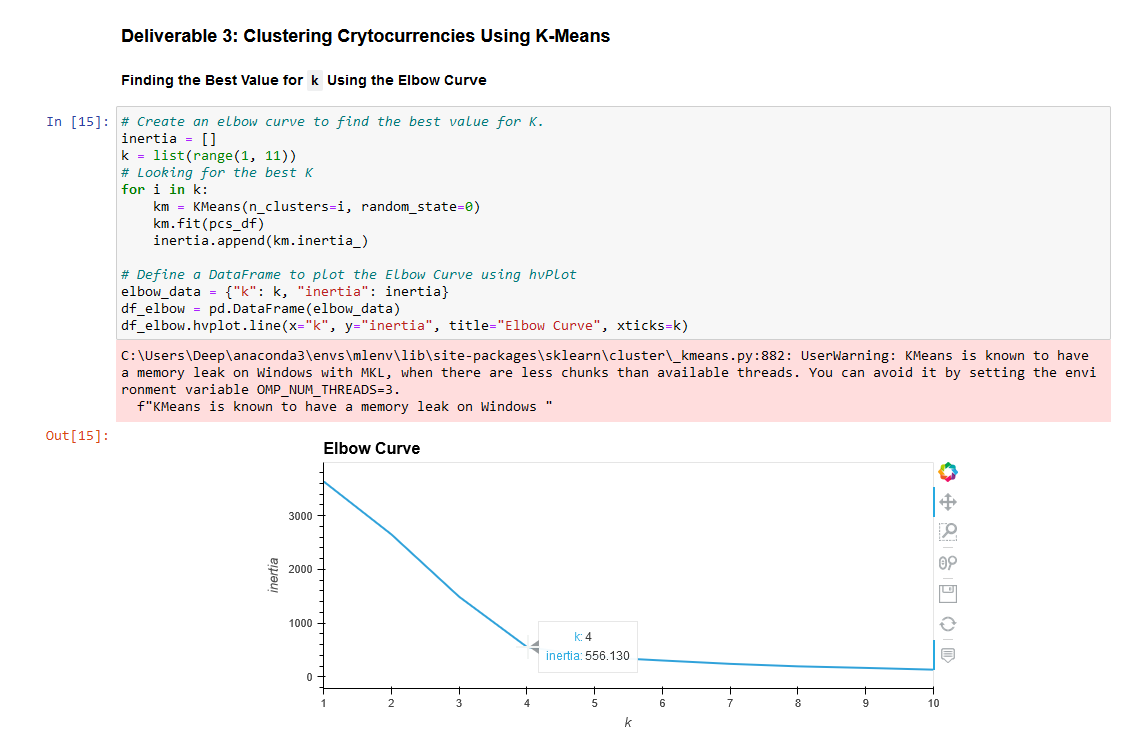 Deliverable 3: Clustering Crytocurrencies Using K-Means
Finding the Best Value for k Using the Elbow Curve
In [15]:
# Create an elbow curve to find the best value for K.
inertia = []
k = list(range(1, 11))
# Looking for the best K
for i in k:
    km = KMeans(n_clusters=i, random_state=0)
    km.fit(pcs_df)
    inertia.append(km.inertia_)
# Define a DataFrame to plot the Elbow Curve using hvPlot
elbow_data = {"k": k, "inertia": inertia}
df_elbow = pd.DataFrame(elbow_data)
df_elbow.hvplot.line(x="k", y="inertia", title="Elbow Curve", xticks=k)
C:\Users\Deep\anaconda3\envs\mlenv\lib\site-packages\sklearn\cluster\_kmeans.py:882: UserWarning: KMeans is known to have
a memory leak on Windows with MKL, when there are less chunks than available threads. You can avoid it by setting the envi
ronment variable OMP_NUM_THREADS=3.
  f"KMeans is known to have a memory leak on Windows "
Out[15]:
Elbow Curve
3000
2000
1000
0
inertia
k: 4
inertia: 556.130
1 2 3 4 5 6 7 8 9 10
k